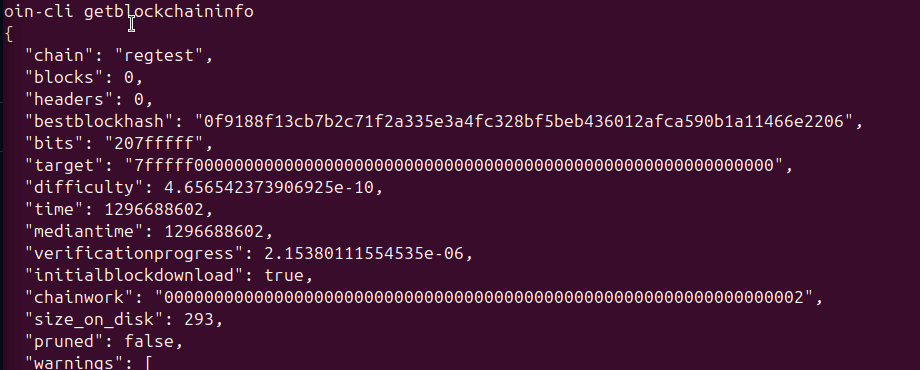 oin-cli getblockchaininfo
{
  "chain": "regtest",
  "blocks": 0,
  "headers": 0,
  "bestblockhash": "0f9188f13cb7b2c71f2a335e3a4fc328bf5beb436012afca590b1a11466e2206",
  "bits": "207fffff",
  "target": "7fffff0000000000000000000000000000000000000000000000000000000000",
  "difficulty": 4.656542373906925e-10,
  "time": 1296688602,
  "mediantime": 1296688602,
  "verificationprogress": 2.15380111554535e-06,
  "initialblockdownload": true,
  "chainwork": "0000000000000000000000000000000000000000000000000000000000000002",
  "size_on_disk": 293,
  "pruned": false,
  "warnings": [